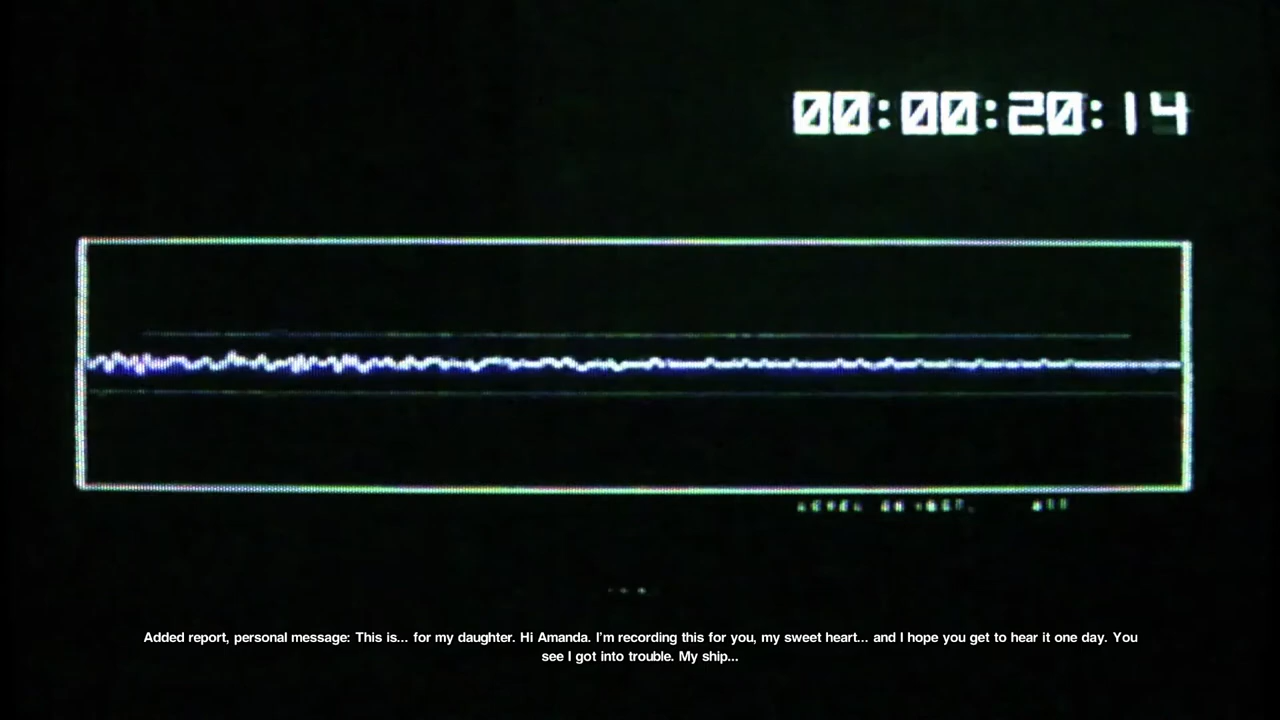 00:00:20:14
Added report, personal message: This is... for my daughter. Hi Amanda. I'm recording this for you, my sweet heart... and I hope you get to hear it one day. You
see I got into trouble. My ship...